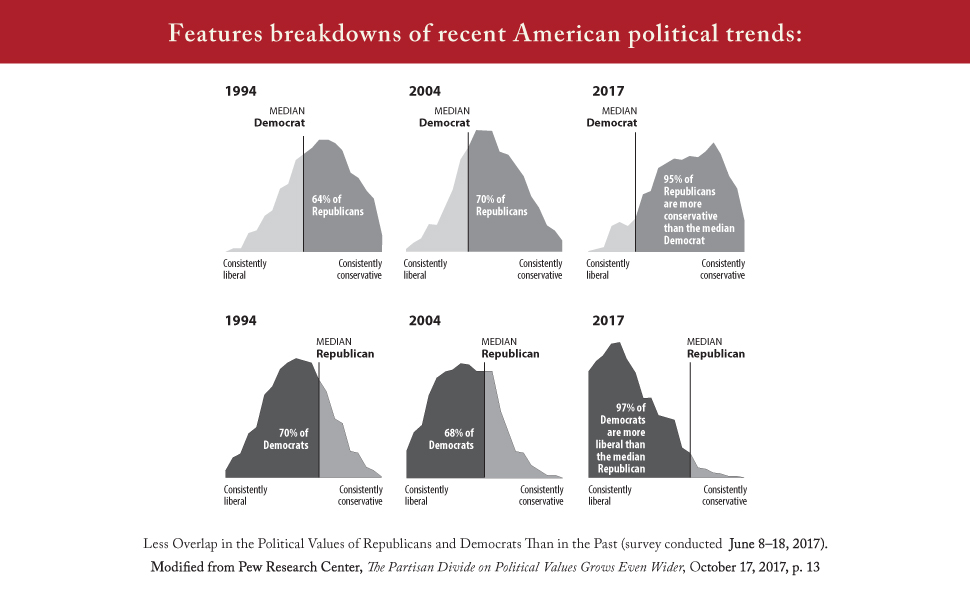 Features breakdowns of recent American political trends:
1994
MEDIAN
Democrat
64% of
Republicans
Consistently
liberal
Consistently
conservative
2004
MEDIAN
Democrat
70% of
Republicans
Consistently
liberal
Consistently
conservative
2017
MEDIAN
Democrat
95% of
Republicans
are more
conservative
than the median
Democrat
Consistently
liberal
Consistently
conservative
1994
MEDIAN
Republican
70% of
Democrats
Consistently
liberal
Consistently
conservative
2004
MEDIAN
Republican
68% of
Democrats
Consistently
liberal
Consistently
conservative
2017
MEDIAN
Republican
97% of
Democrats
are more
liberal than
the median
Republican
Consistently
liberal
Consistently
conservative
Less Overlap in the Political Values of Republicans and Democrats Than in the Past (survey conducted June 8–18, 2017).
Modified from Pew Research Center, The Partisan Divide on Political Values Grows Even Wider, October 17, 2017, p. 13